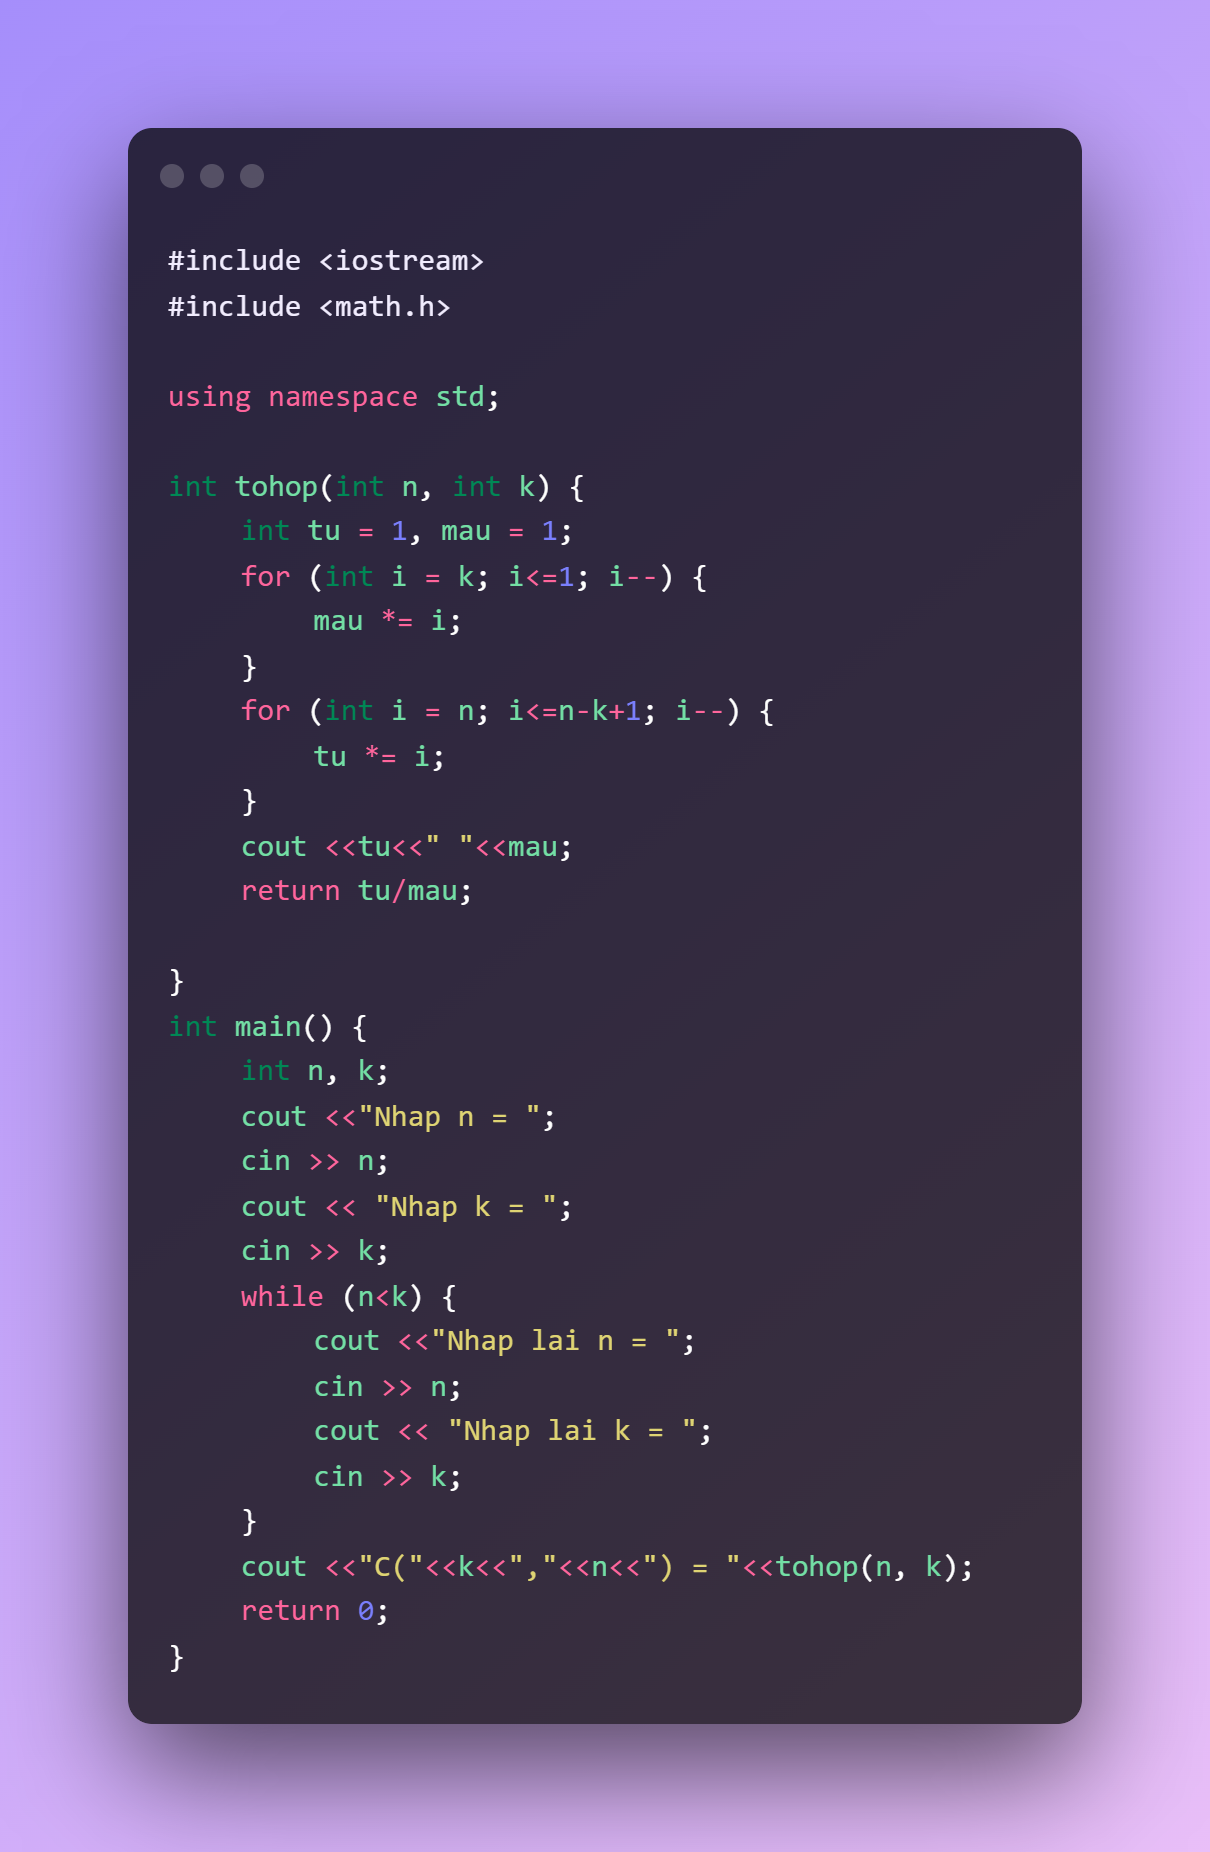 #include <iostream>
#include <math.h>
using namespace std;
int tohop(int n, int k) {
int tu = 1, mau = 1;
for (int i = k; i<=1; i--) {
mau *= i;
}
for (int i = n; i<=n-k+1; i--) {
tu *= i;
}
cout <<tu<<" "<<mau;
return tu/mau;
}
int main() {
int n, k;
cout <<"Nhap n = ";
cin >> n;
cout << "Nhap k = ";
cin >> k;
while (n<k) {
cout <<"Nhap lai n = ";
cin >> n;
cout << "Nhap lai k = ";
cin >> k;
}
cout <<"C("<<k<<","<<n<<") = "<<tohop(n, k);
return 0;
}